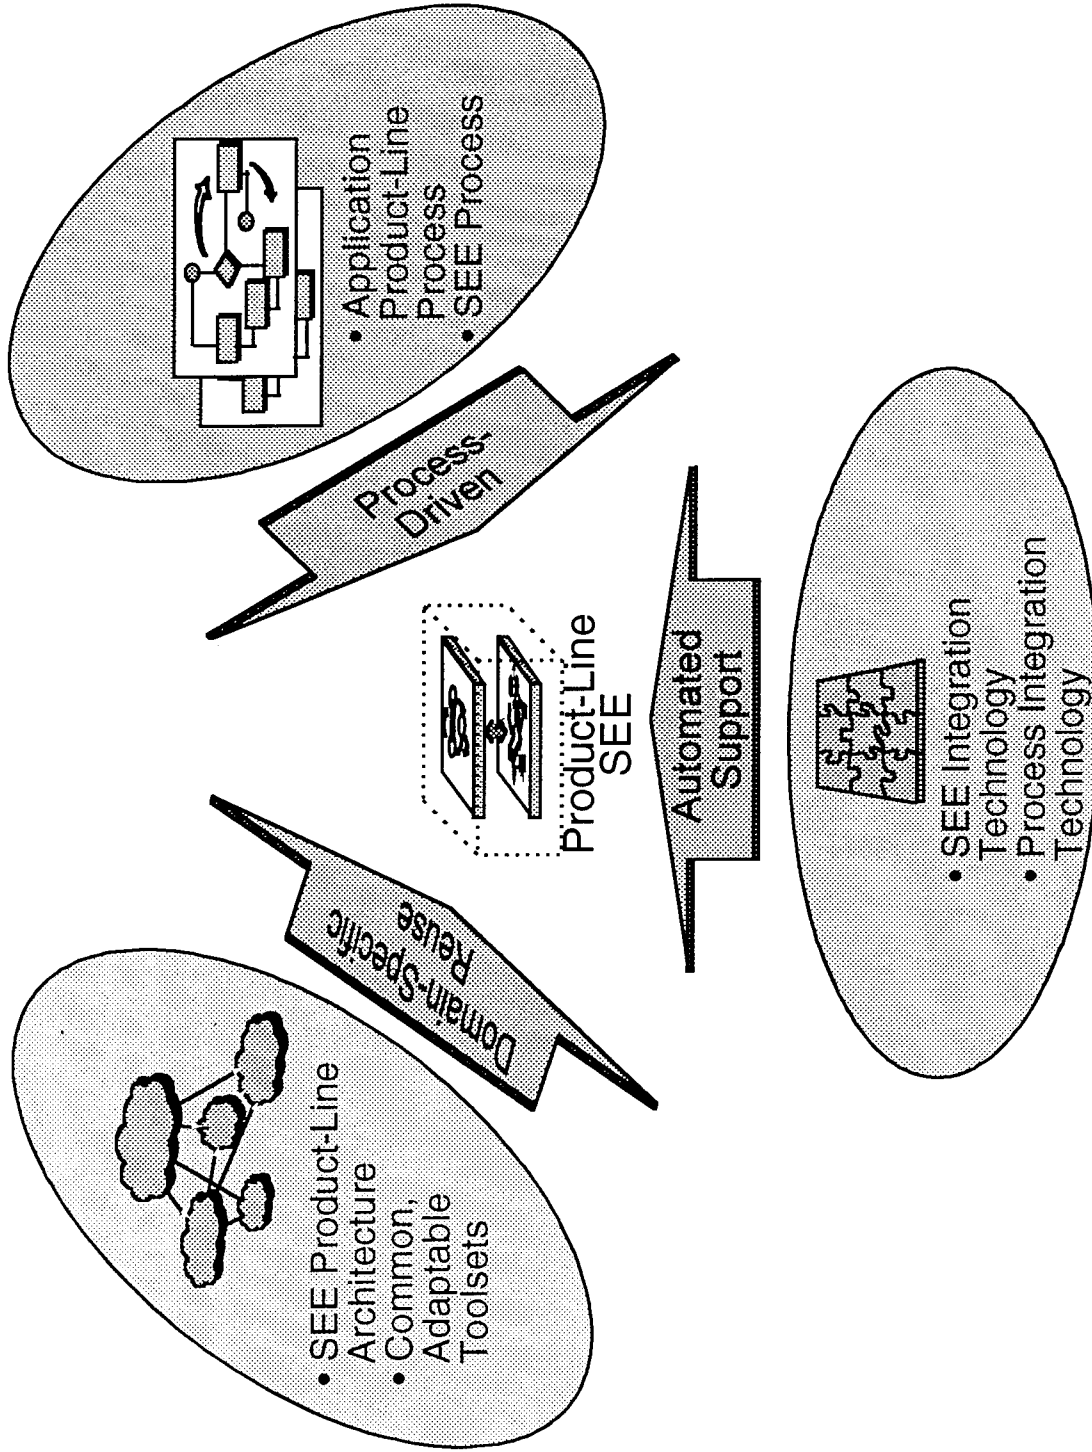 • SEE Product-Line
Architecture
• Common,
Adaptable
Toolsets
Domain-Specific
Reuse
• Application
Product-Line
Process
• SEE Process
Process-
Driven
Product-Line
SEE
Automated
Support
• SEE Integration
Technology
• Process Integration
Technology